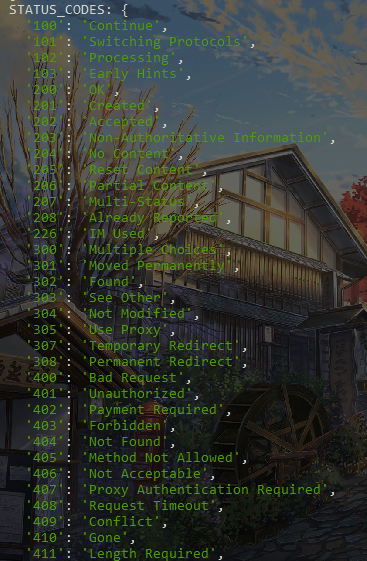 STATUS_CODES: {
'100': 'Continue',
'101': 'Switching Protocols',
'102': 'Processing',
'103': 'Early Hints',
'200': 'OK',
'201': 'Created',
'202': 'Accepted',
'203': 'Non-Authoritative Information',
'204': 'No Content',
'205': 'Reset Content',
'206': 'Partial Content',
'207': 'Multi-Status',
'208': 'Already Reported',
'226': 'IM Used',
'300': 'Multiple Choices',
'301': 'Moved Permanently',
'302': 'Found',
'303': 'See Other',
'304': 'Not Modified',
'305': 'Use Proxy',
'307': 'Temporary Redirect',
'308': 'Permanent Redirect',
'400': 'Bad Request',
'401': 'Unauthorized',
'402': 'Payment Required',
'403': 'Forbidden',
'404': 'Not Found',
'405': 'Method Not Allowed',
'406': 'Not Acceptable',
'407': 'Proxy Authentication Required',
'408': 'Request Timeout',
'409': 'Conflict',
'410': 'Gone',
'411': 'Length Required',